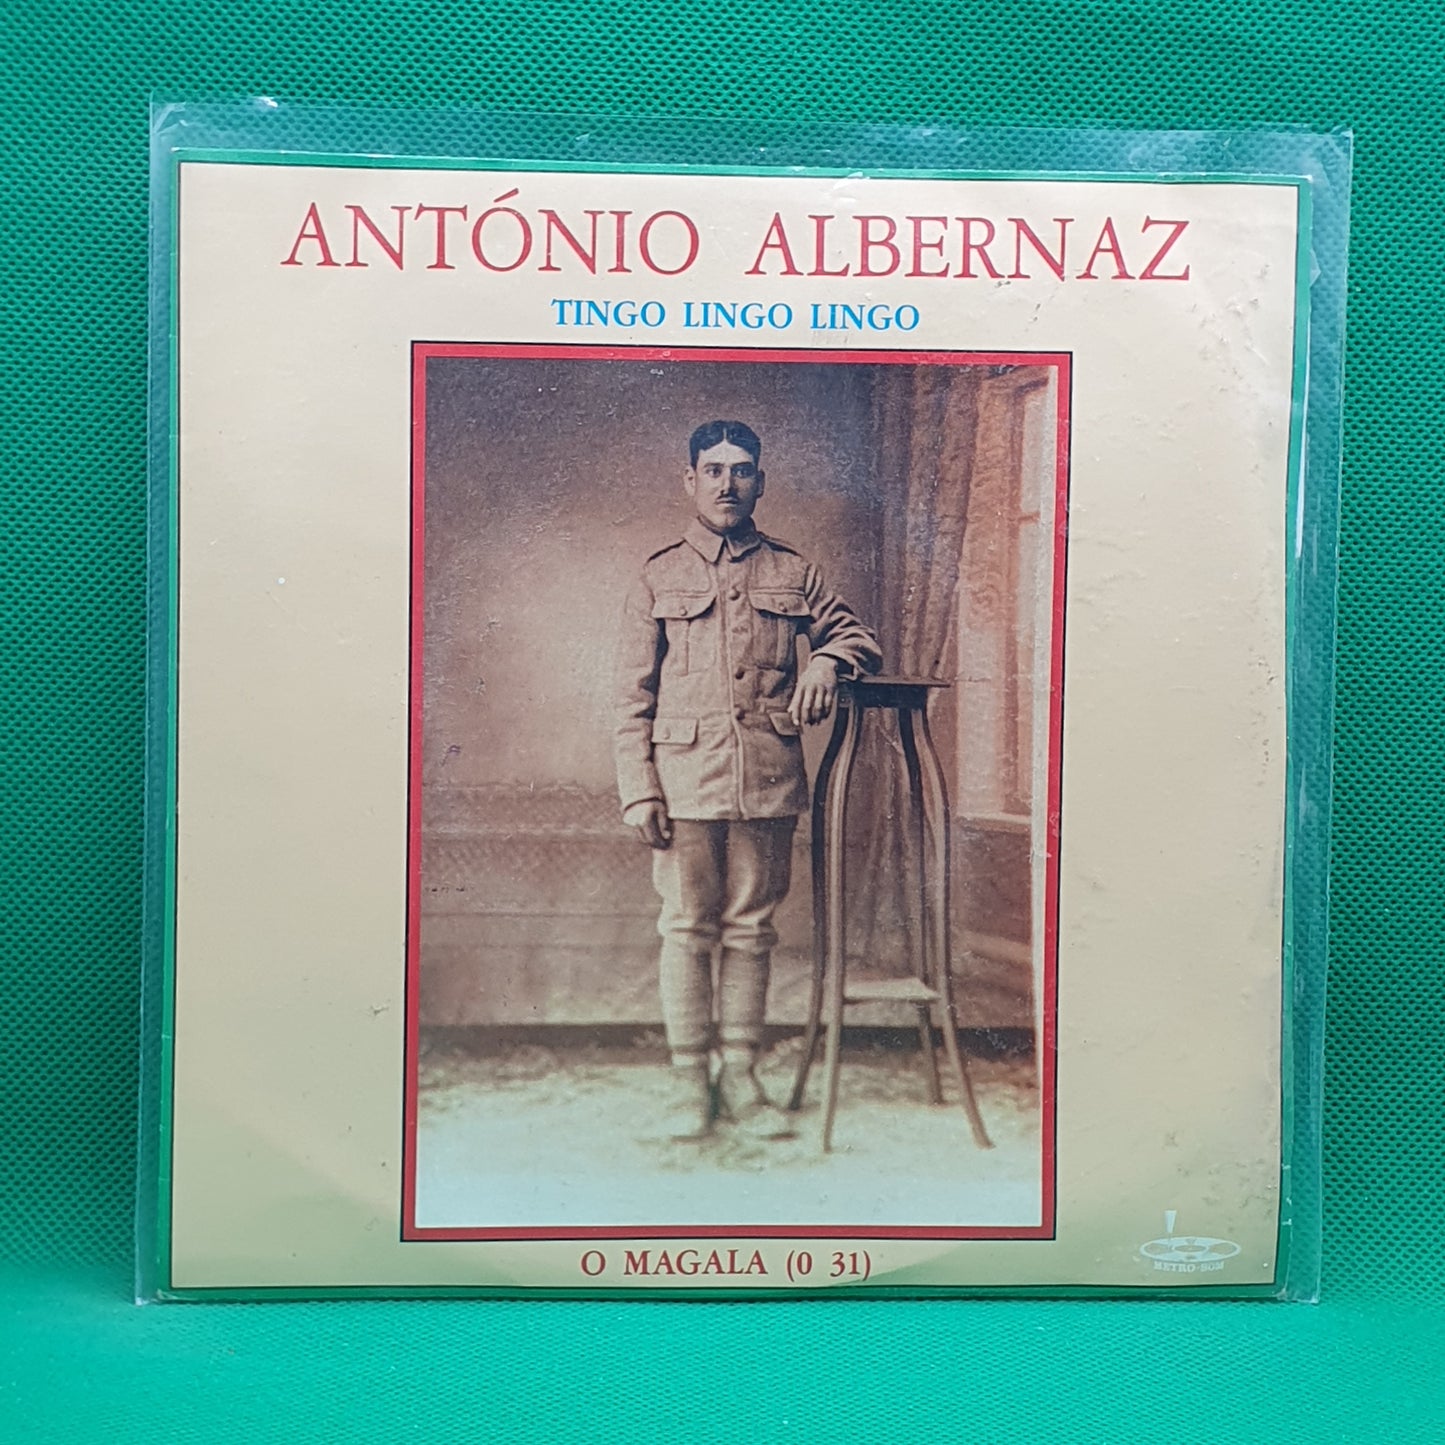 ANTÓNIO ALBERNAZ
TINGO LINGO LINGO
O MAGALA (0 31)
METRO-SOM